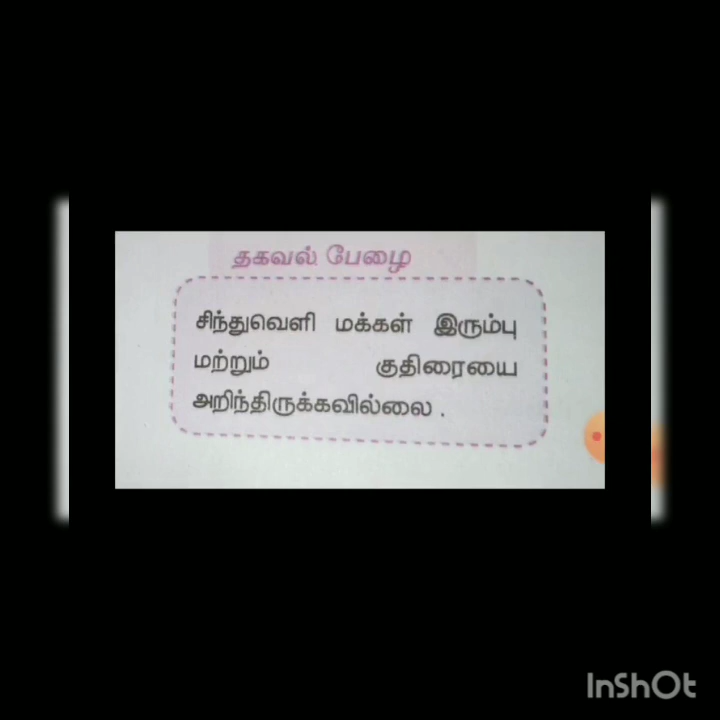 தகவல் பேழை
சிந்துவெளி மக்கள் இரும்பு
மற்றும் குதிரையை
அறிந்திருக்கவில்லை .
InShOt